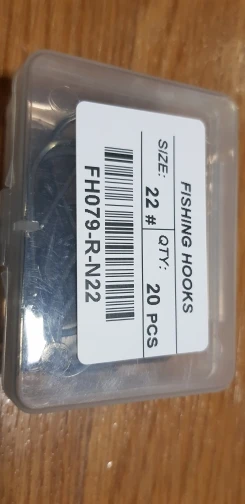 FISHING HOOKS
SIZE: 22 # QTY: 20 PCS
FH079-R-N22